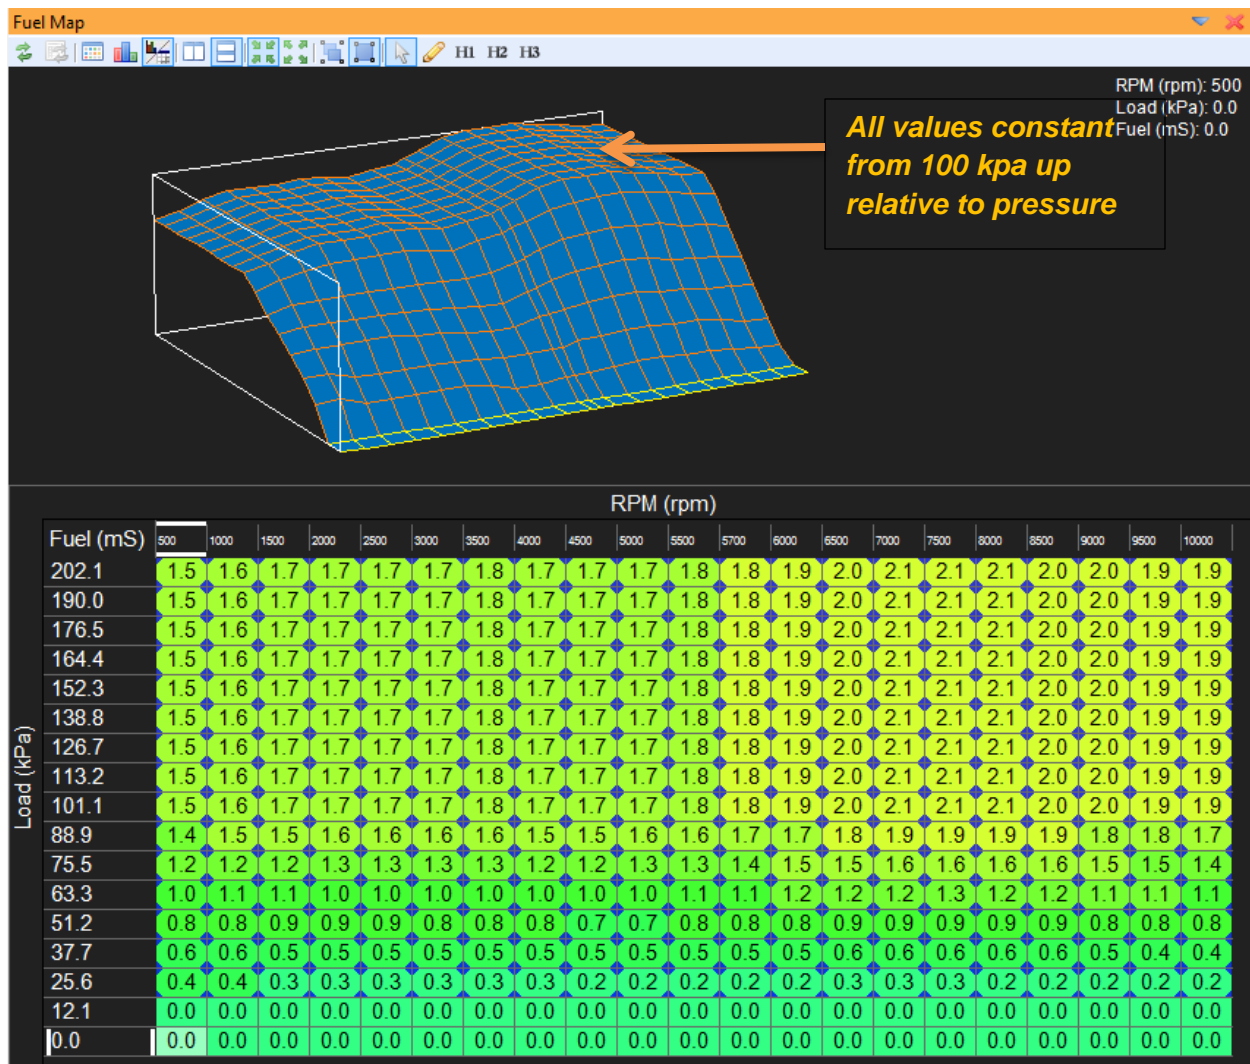 Fuel Map
H1 H2 H3
RPM (rpm): 500
Load (kPa): 0.0
Fuel (mS): 0.0
All values constant
from 100 kpa up
relative to pressure
RPM (rpm)
Fuel (mS) 500 1000 1500 2000 2500 3000 3500 4000 4500 5000 5500 5700 6000 6500 7000 7500 8000 8500 9000 9500 10000
Load (kPa)
202.1 1.5 1.6 1.7 1.7 1.7 1.7 1.8 1.7 1.7 1.7 1.8 1.8 1.9 2.0 2.1 2.1 2.1 2.0 2.0 1.9 1.9
190.0 1.5 1.6 1.7 1.7 1.7 1.7 1.8 1.7 1.7 1.7 1.8 1.8 1.9 2.0 2.1 2.1 2.1 2.0 2.0 1.9 1.9
176.5 1.5 1.6 1.7 1.7 1.7 1.7 1.8 1.7 1.7 1.7 1.8 1.8 1.9 2.0 2.1 2.1 2.1 2.0 2.0 1.9 1.9
164.4 1.5 1.6 1.7 1.7 1.7 1.7 1.8 1.7 1.7 1.7 1.8 1.8 1.9 2.0 2.1 2.1 2.1 2.0 2.0 1.9 1.9
152.3 1.5 1.6 1.7 1.7 1.7 1.7 1.8 1.7 1.7 1.7 1.8 1.8 1.9 2.0 2.1 2.1 2.1 2.0 2.0 1.9 1.9
138.8 1.5 1.6 1.7 1.7 1.7 1.7 1.8 1.7 1.7 1.7 1.8 1.8 1.9 2.0 2.1 2.1 2.1 2.0 2.0 1.9 1.9
126.7 1.5 1.6 1.7 1.7 1.7 1.7 1.8 1.7 1.7 1.7 1.8 1.8 1.9 2.0 2.1 2.1 2.1 2.0 2.0 1.9 1.9
113.2 1.5 1.6 1.7 1.7 1.7 1.7 1.8 1.7 1.7 1.7 1.8 1.8 1.9 2.0 2.1 2.1 2.1 2.0 2.0 1.9 1.9
101.1 1.5 1.6 1.7 1.7 1.7 1.7 1.8 1.7 1.7 1.7 1.8 1.8 1.9 2.0 2.1 2.1 2.1 2.0 2.0 1.9 1.9
88.9 1.4 1.5 1.5 1.6 1.6 1.6 1.6 1.5 1.5 1.6 1.6 1.7 1.7 1.8 1.9 1.9 1.9 1.9 1.8 1.8 1.7
75.5 1.2 1.2 1.2 1.3 1.3 1.3 1.3 1.2 1.2 1.3 1.3 1.4 1.5 1.5 1.6 1.6 1.6 1.6 1.5 1.5 1.4
63.3 1.0 1.1 1.1 1.0 1.0 1.0 1.0 1.0 1.0 1.0 1.1 1.1 1.2 1.2 1.2 1.3 1.2 1.2 1.1 1.1 1.1
51.2 0.8 0.8 0.9 0.9 0.9 0.8 0.8 0.8 0.7 0.7 0.8 0.8 0.8 0.9 0.9 0.9 0.9 0.9 0.8 0.8 0.8
37.7 0.6 0.6 0.5 0.5 0.5 0.5 0.5 0.5 0.5 0.5 0.5 0.5 0.5 0.6 0.6 0.6 0.6 0.6 0.5 0.4 0.4
25.6 0.4 0.4 0.3 0.3 0.3 0.3 0.3 0.3 0.2 0.2 0.2 0.2 0.2 0.3 0.3 0.3 0.2 0.2 0.2 0.2 0.2
12.1 0.0 0.0 0.0 0.0 0.0 0.0 0.0 0.0 0.0 0.0 0.0 0.0 0.0 0.0 0.0 0.0 0.0 0.0 0.0 0.0 0.0
0.0 0.0 0.0 0.0 0.0 0.0 0.0 0.0 0.0 0.0 0.0 0.0 0.0 0.0 0.0 0.0 0.0 0.0 0.0 0.0 0.0 0.0